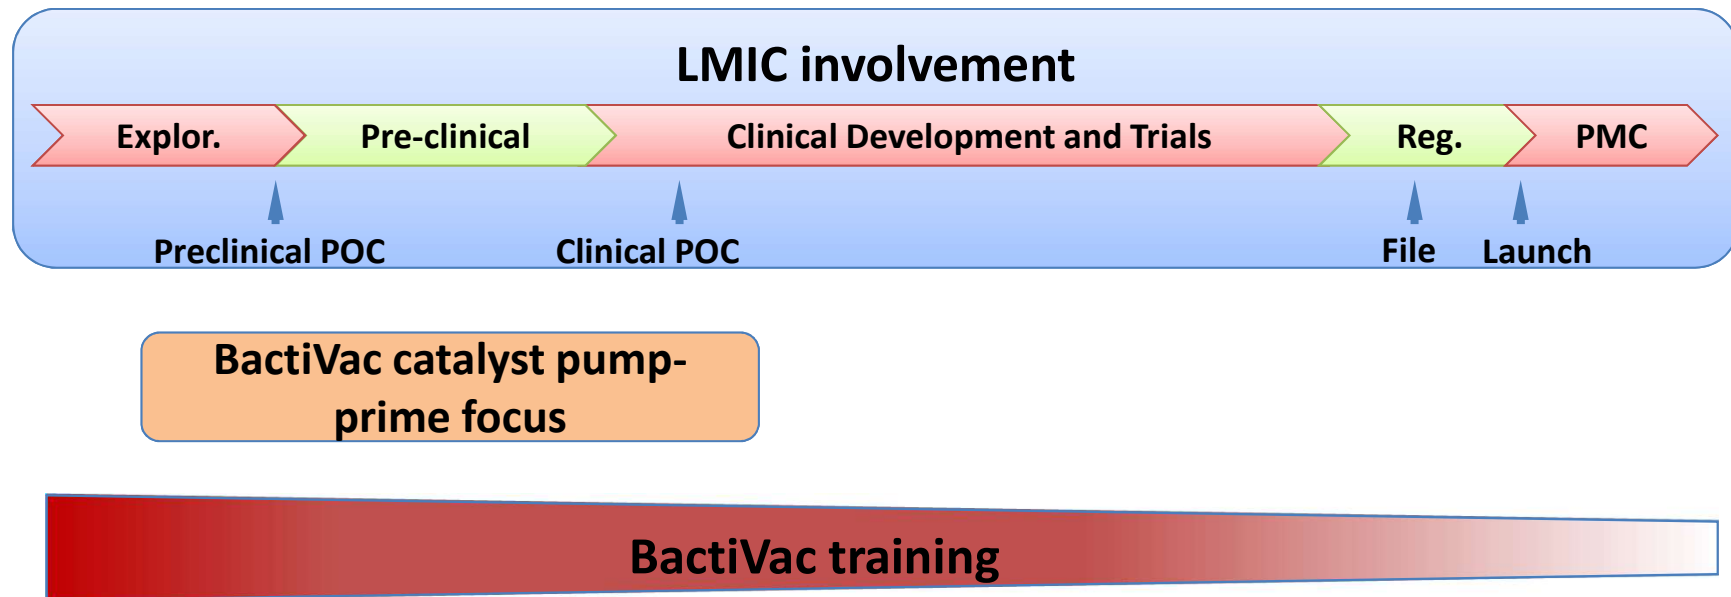 LMIC involvement
Explor. Pre-clinical Clinical Development and Trials Reg. PMC
Preclinical POC Clinical POC File Launch
BactiVac catalyst pump-
prime focus
BactiVac training